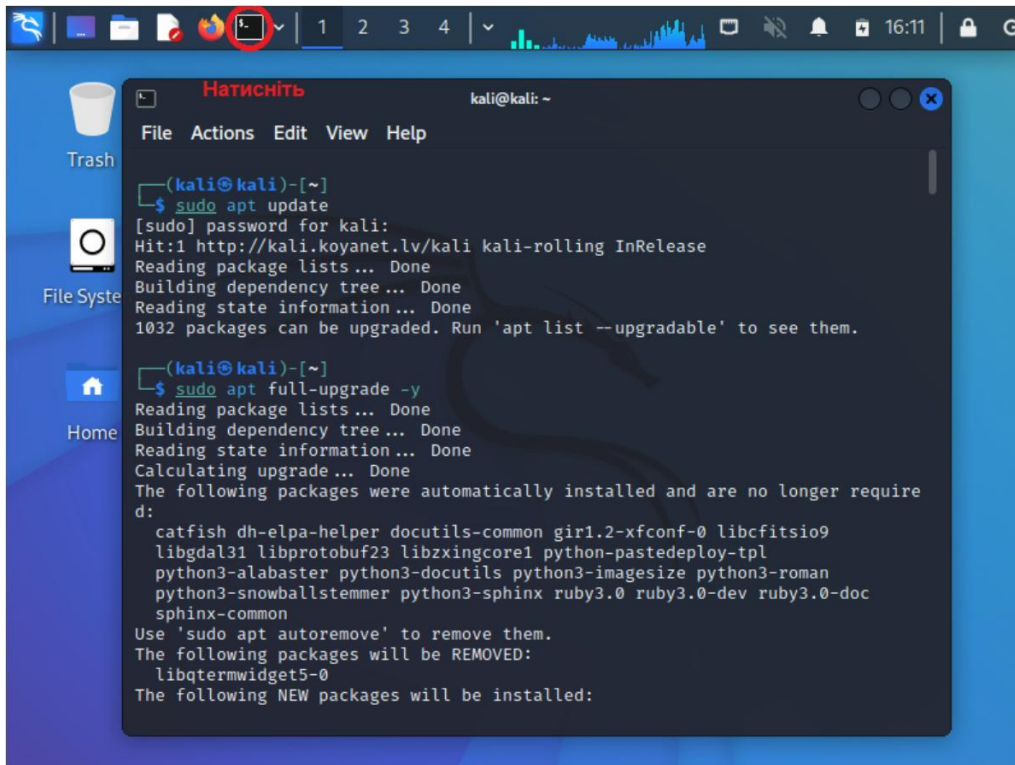 1 2 3 4 16:11
Натисніть
kali@kali: ~
File Actions Edit View Help
Trash
File Syste
Home
┌──(kali㉿kali)-[~]
└─$ sudo apt update
[sudo] password for kali:
Hit:1 http://kali.koyanet.lv/kali kali-rolling InRelease
Reading package lists... Done
Building dependency tree... Done
Reading state information... Done
1032 packages can be upgraded. Run 'apt list --upgradable' to see them.
┌──(kali㉿kali)-[~]
└─$ sudo apt full-upgrade -y
Reading package lists... Done
Building dependency tree... Done
Reading state information... Done
Calculating upgrade... Done
The following packages were automatically installed and are no longer require
d:
catfish dh-elpa-helper docutils-common gir1.2-xfconf-0 libcfitsio9
libgdal31 libprotobuf23 libzxingcore1 python-pastedeploy-tpl
python3-alabaster python3-docutils python3-imagesize python3-roman
python3-snowballstemmer python3-sphinx ruby3.0 ruby3.0-dev ruby3.0-doc
sphinx-common
Use 'sudo apt autoremove' to remove them.
The following packages will be REMOVED:
libqtermwidget5-0
The following NEW packages will be installed: